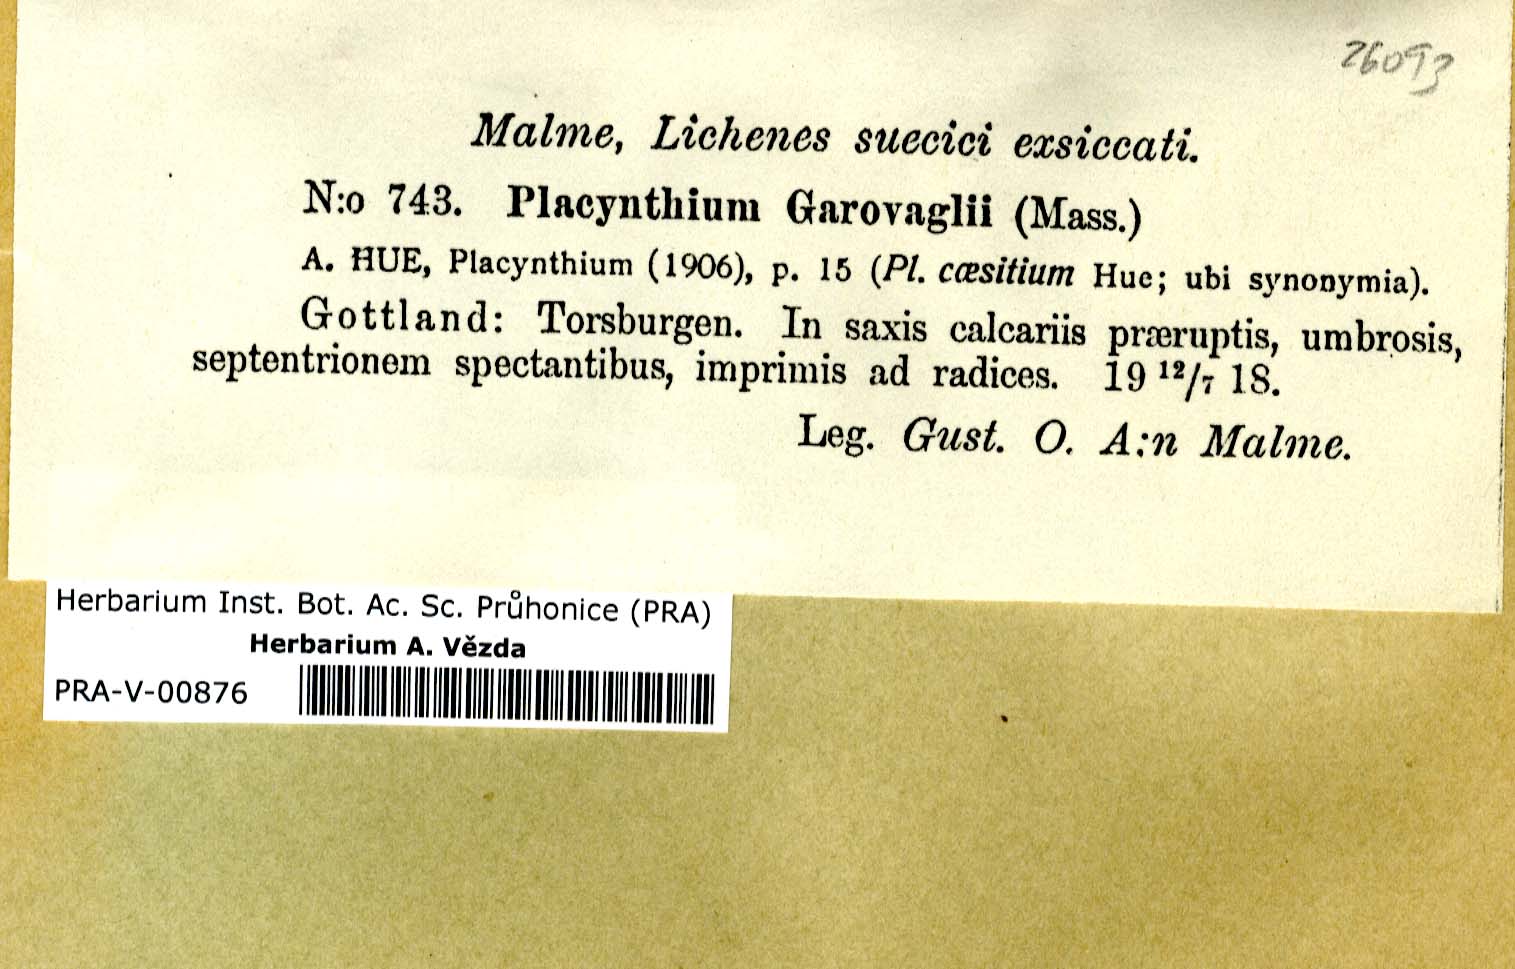 26093
Malme, Lichenes suecici exsiccati.
N:o 743. Placynthium Garovaglii (Mass.)
A. HUE, Placynthium (1906), p. 15 (Pl. cæsitium Hue; ubi synonymia).
Gottland: Torsburgen. In saxis calcariis præruptis, umbrosis,
septentrionem spectantibus, imprimis ad radices. 19 12/7 18.
Leg. Gust. O. A:n Malme.
Herbarium Inst. Bot. Ac. Sc. Průhonice (PRA)
Herbarium A. Vězda
PRA-V-00876